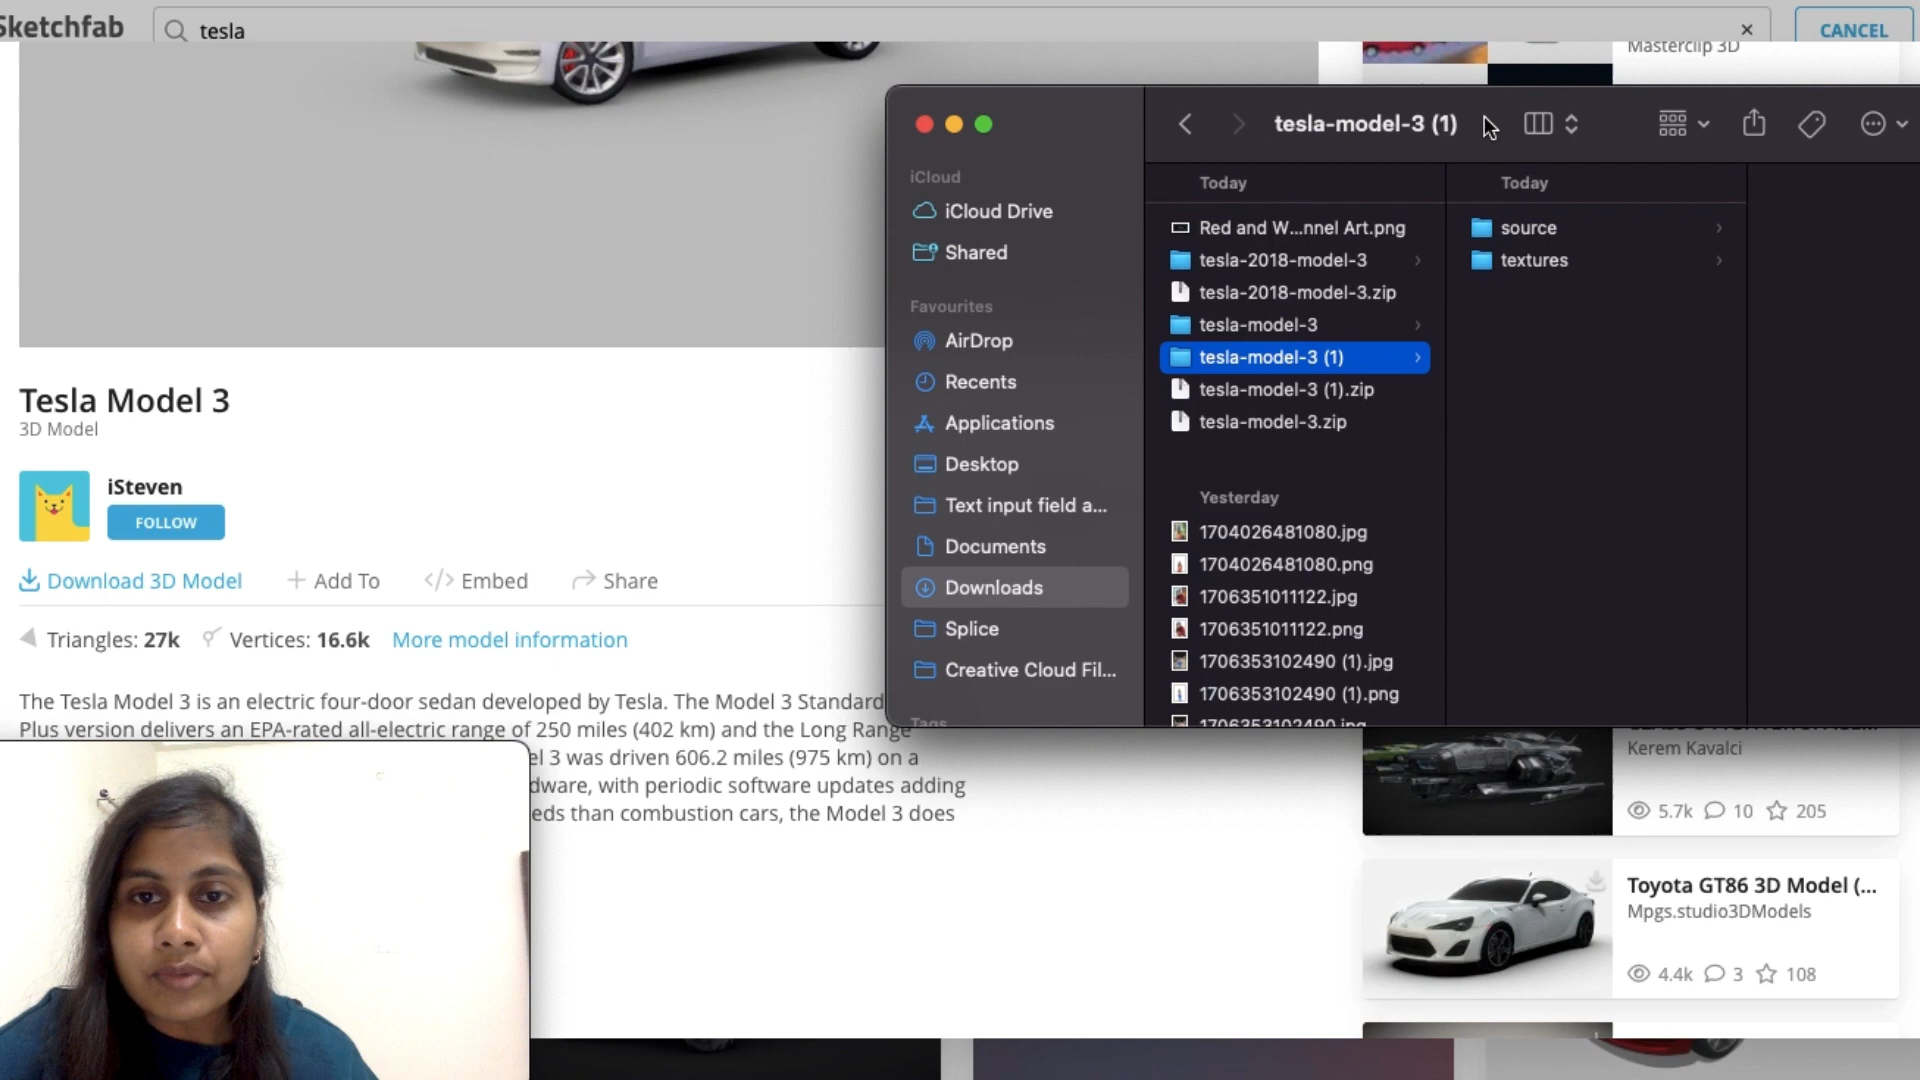 Sketchfab
tesla
×
CANCEL
Masterclip 3D
Tesla Model 3
3D Model
iSteven
FOLLOW
Download 3D Model
Add To
Embed
Share
Triangles: 27k
Vertices: 16.6k
More model information
The Tesla Model 3 is an electric four-door sedan developed by Tesla. The Model 3 Standard
Plus version delivers an EPA-rated all-electric range of 250 miles (402 km) and the Long Range
el 3 was driven 606.2 miles (975 km) on a
dware, with periodic software updates adding
eds than combustion cars, the Model 3 does
iCloud
iCloud Drive
Shared
Favourites
AirDrop
Recents
Applications
Desktop
Text input field a...
Documents
Downloads
Splice
Creative Cloud Fil...
Tags
tesla-model-3 (1)
Today
Red and W...nnel Art.png
tesla-2018-model-3
tesla-2018-model-3.zip
tesla-model-3
tesla-model-3 (1)
tesla-model-3 (1).zip
tesla-model-3.zip
Yesterday
1704026481080.jpg
1704026481080.png
1706351011122.jpg
1706351011122.png
1706353102490 (1).jpg
1706353102490 (1).png
1706353102490.jpg
Today
source
textures
Kerem Kavalci
5.7k 10 205
Toyota GT86 3D Model (...
Mpgs.studio3DModels
4.4k 3 108